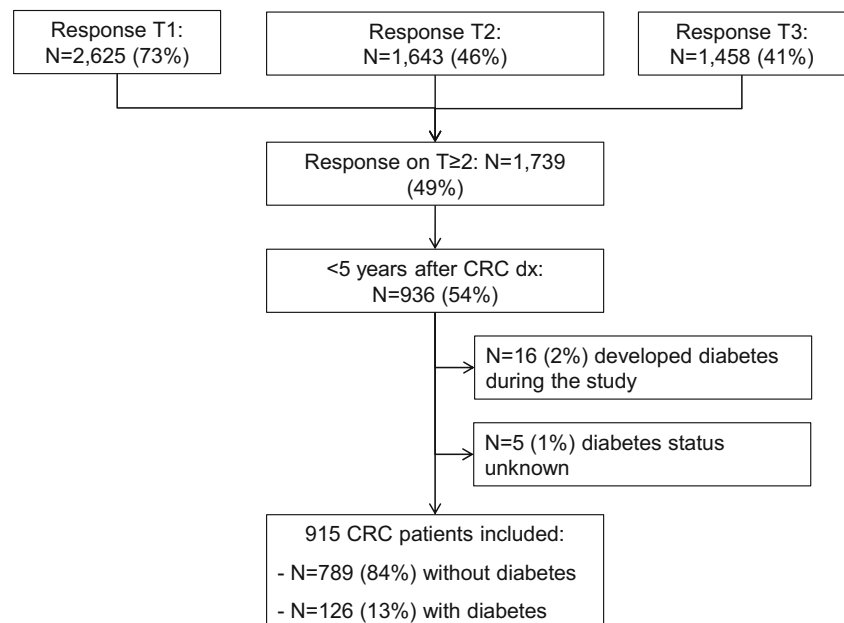 Response T1:
N=2,625 (73%)
Response T2:
N=1,643 (46%)
Response T3:
N=1,458 (41%)
Response on T≥2: N=1,739
(49%)
<5 years after CRC dx:
N=936 (54%)
N=16 (2%) developed diabetes
during the study
N=5 (1%) diabetes status
unknown
915 CRC patients included:
- N=789 (84%) without diabetes
- N=126 (13%) with diabetes